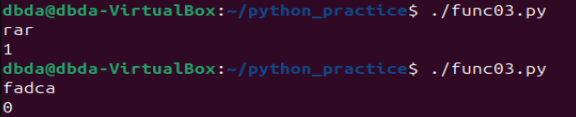 dbda@dbda-VirtualBox:~/python_practice$ ./func03.py
rar
1
dbda@dbda-VirtualBox:~/python_practice$ ./func03.py
fadca
0